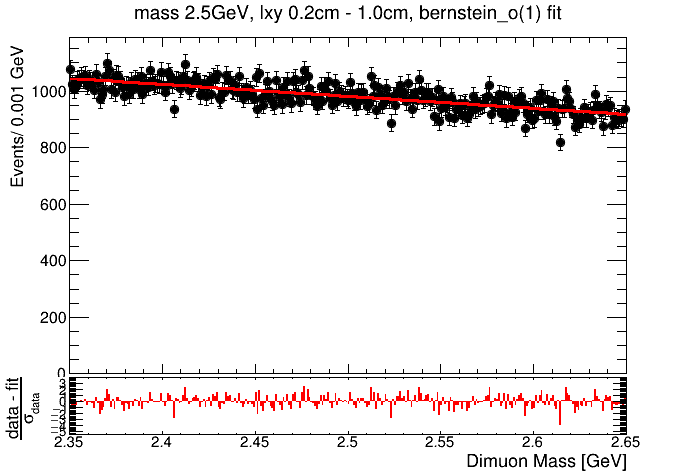 mass 2.5GeV, lxy 0.2cm - 1.0cm, bernstein_o(1) fit
Events/ 0.001 GeV
1000
800
600
400
200
0
data - fit
σdata
2.35 2.4 2.45 2.5 2.55 2.6 2.65
Dimuon Mass [GeV]